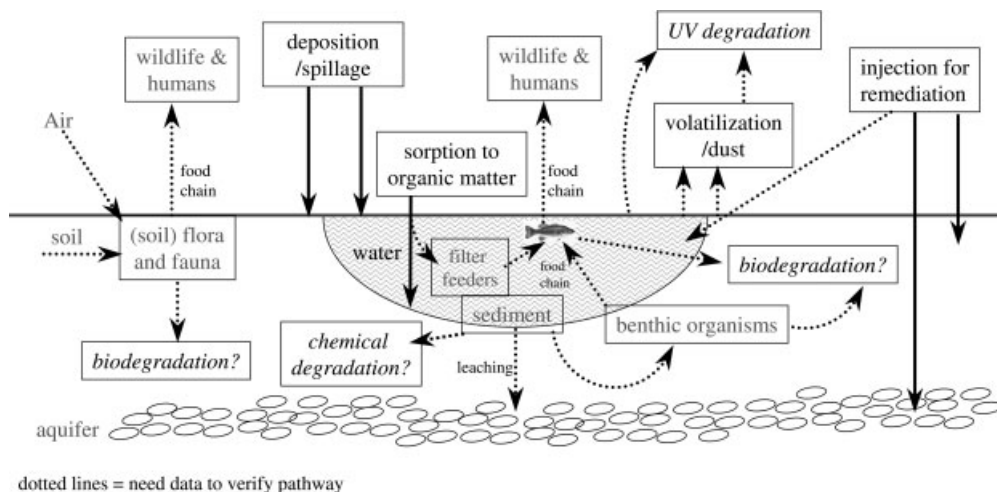 wildlife &
humans
deposition
/spillage
wildlife &
humans
UV degradation
injection for
remediation
Air
food
chain
sorption to
organic matter
food
chain
volatilization
/dust
soil
(soil) flora
and fauna
water
filter
feeders
food
chain
biodegradation?
sediment
benthic organisms
biodegradation?
chemical
degradation?
leaching
aquifer
dotted lines = need data to verify pathway